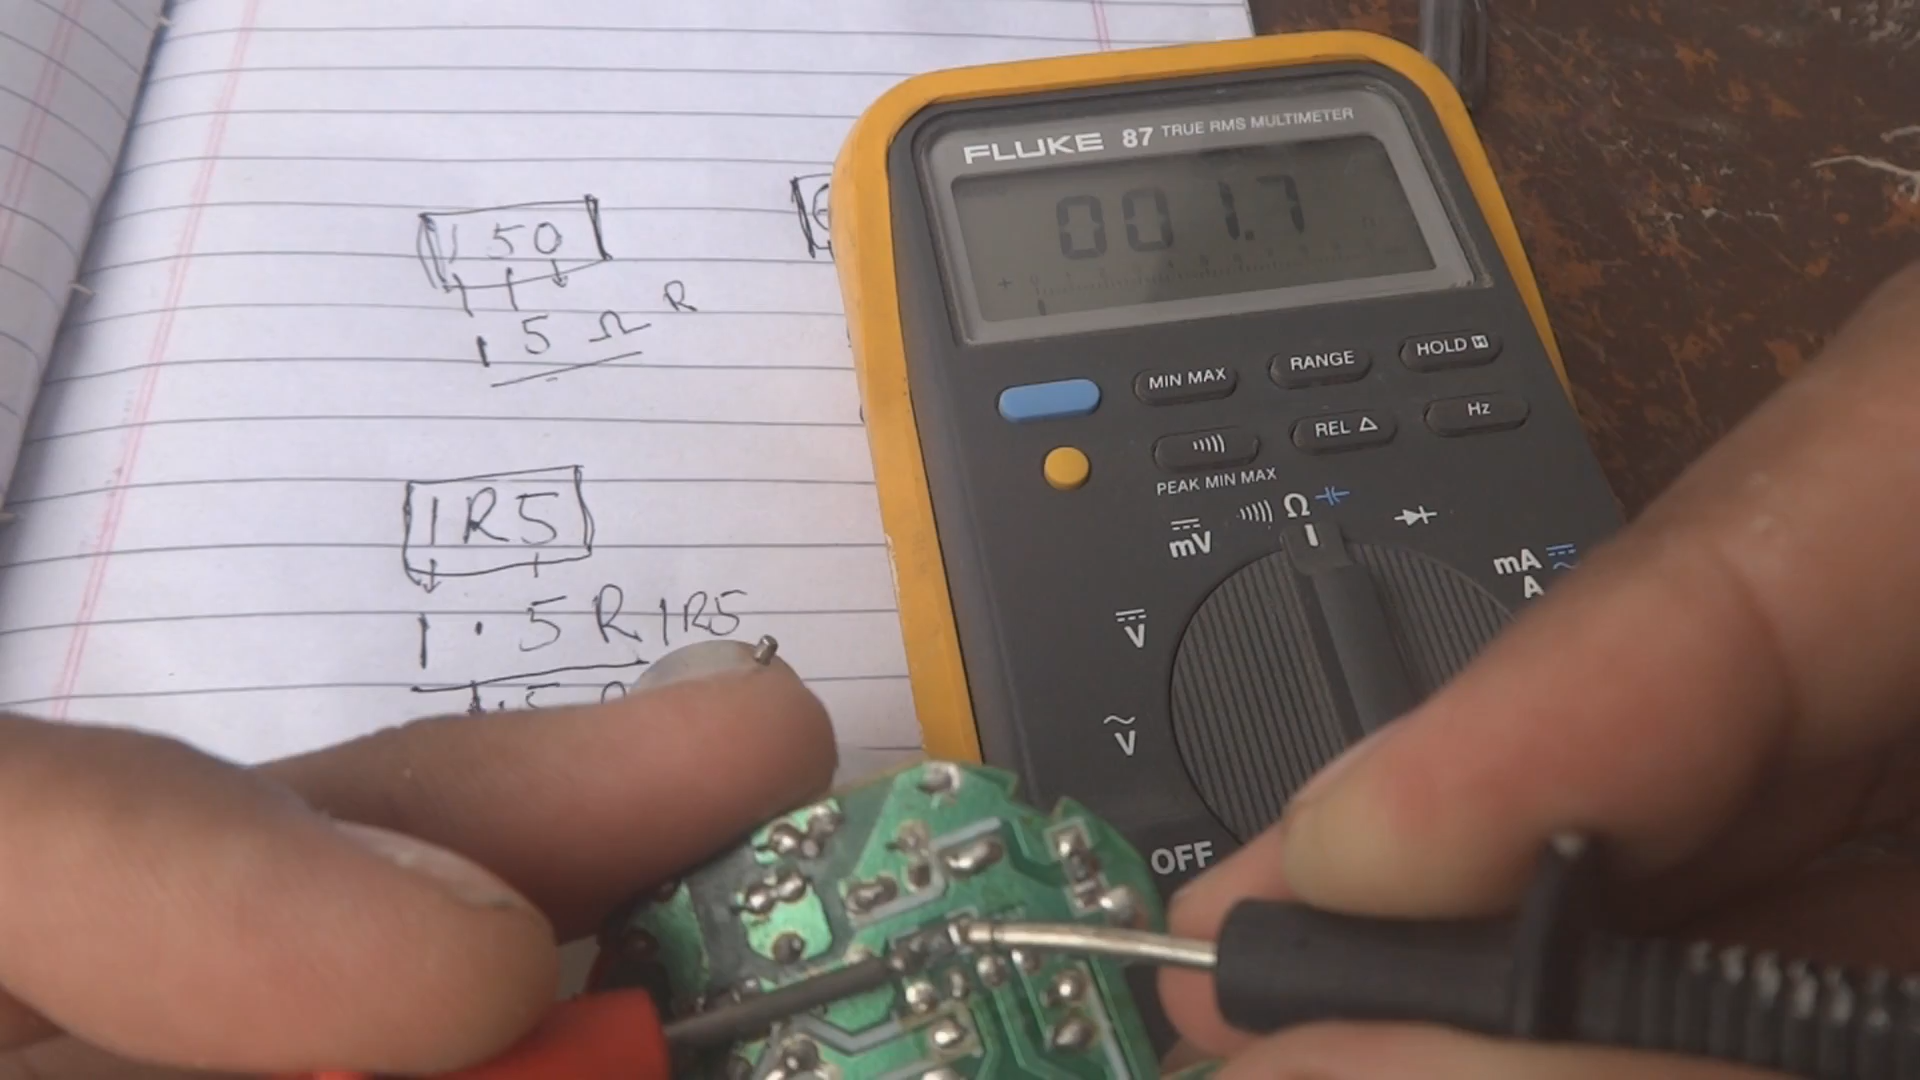 150
15 Ω R
1R5
1.5 R 1R5
1.5
FLUKE 87 TRUE RMS MULTIMETER
001.7
MIN MAX
RANGE
HOLD H
REL Δ
Hz
PEAK MIN MAX
Ω
mV
mA
A
V
V
OFF